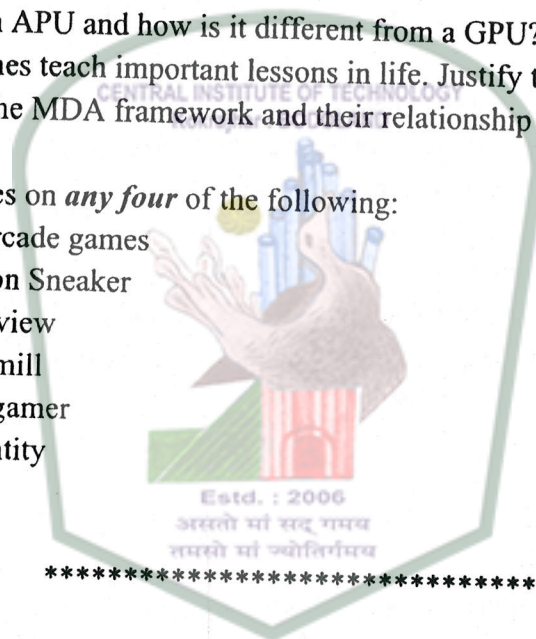 APU and how is it different from a GPU?
nes teach important lessons in life. Justify t
CENTRAL INSTITUTE OF TECHNOLOGY
he MDA framework and their relationship
es on any four of the following:
rcade games
on Sneaker
view
mill
gamer
tity
Estd. : 2006
असतो मां सद् गमय
तमसो मां ज्योतिर्गमय
*******************************